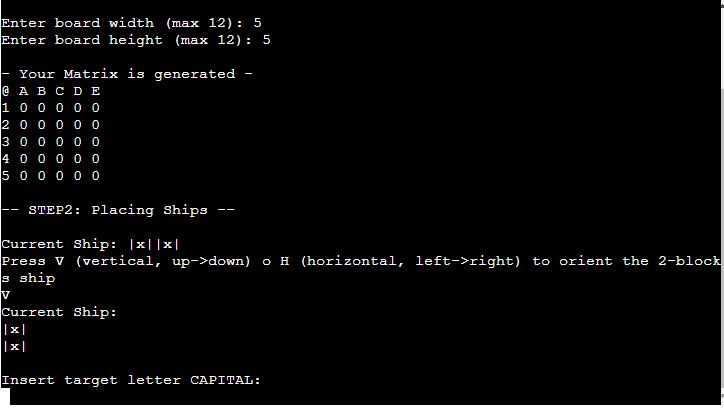 Enter board width (max 12): 5
Enter board height (max 12): 5
- Your Matrix is generated -
@ A B C D E
1 0 0 0 0 0
2 0 0 0 0 0
3 0 0 0 0 0
4 0 0 0 0 0
5 0 0 0 0 0
-- STEP2: Placing Ships --
Current Ship: |x||x|
Press V (vertical, up->down) o H (horizontal, left->right) to orient the 2-block
s ship
V
Current Ship:
|x|
|x|
Insert target letter CAPITAL: